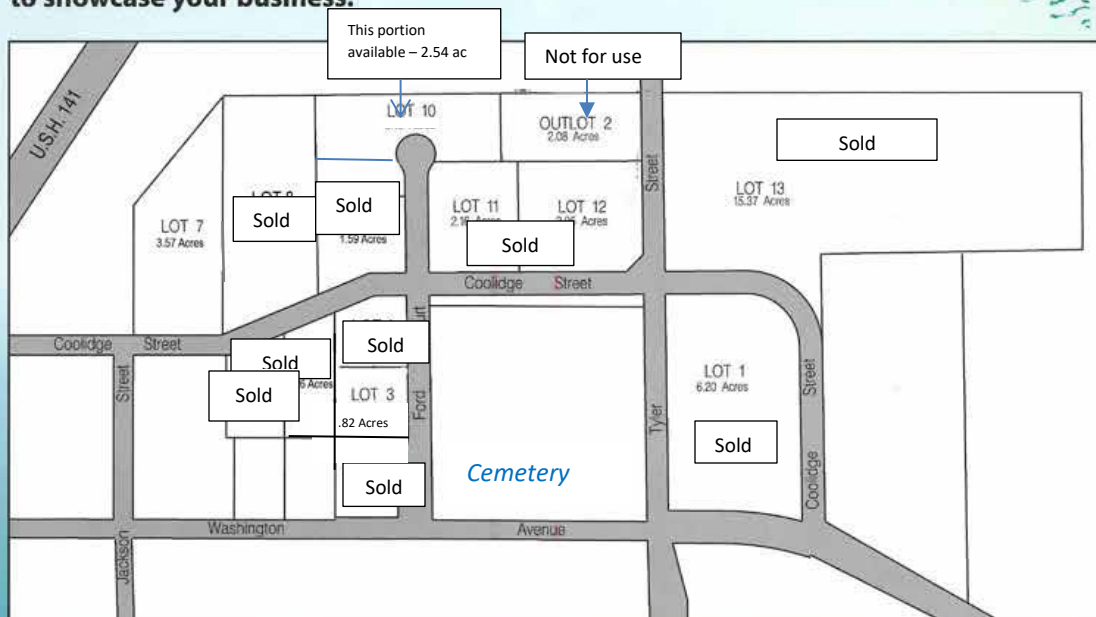 to showcase your business.
This portion
available – 2.54 ac
Not for use
U.S.H. 141
LOT 10
OUTLOT 2
2.08 Acres
Street
Sold
LOT 13
15.37 Acres
LOT 7
3.57 Acres
Sold
Sold
1.59 Acres
LOT 11
LOT 12
Sold
Coolidge Street
Coolidge Street
Sold
Sold
6 Acres
Sold
LOT 3
.82 Acres
Sold
Street
Ford
Cemetery
Tyler
LOT 1
6.20 Acres
Sold
Street
Coolidge
Washington Avenue
Jackson